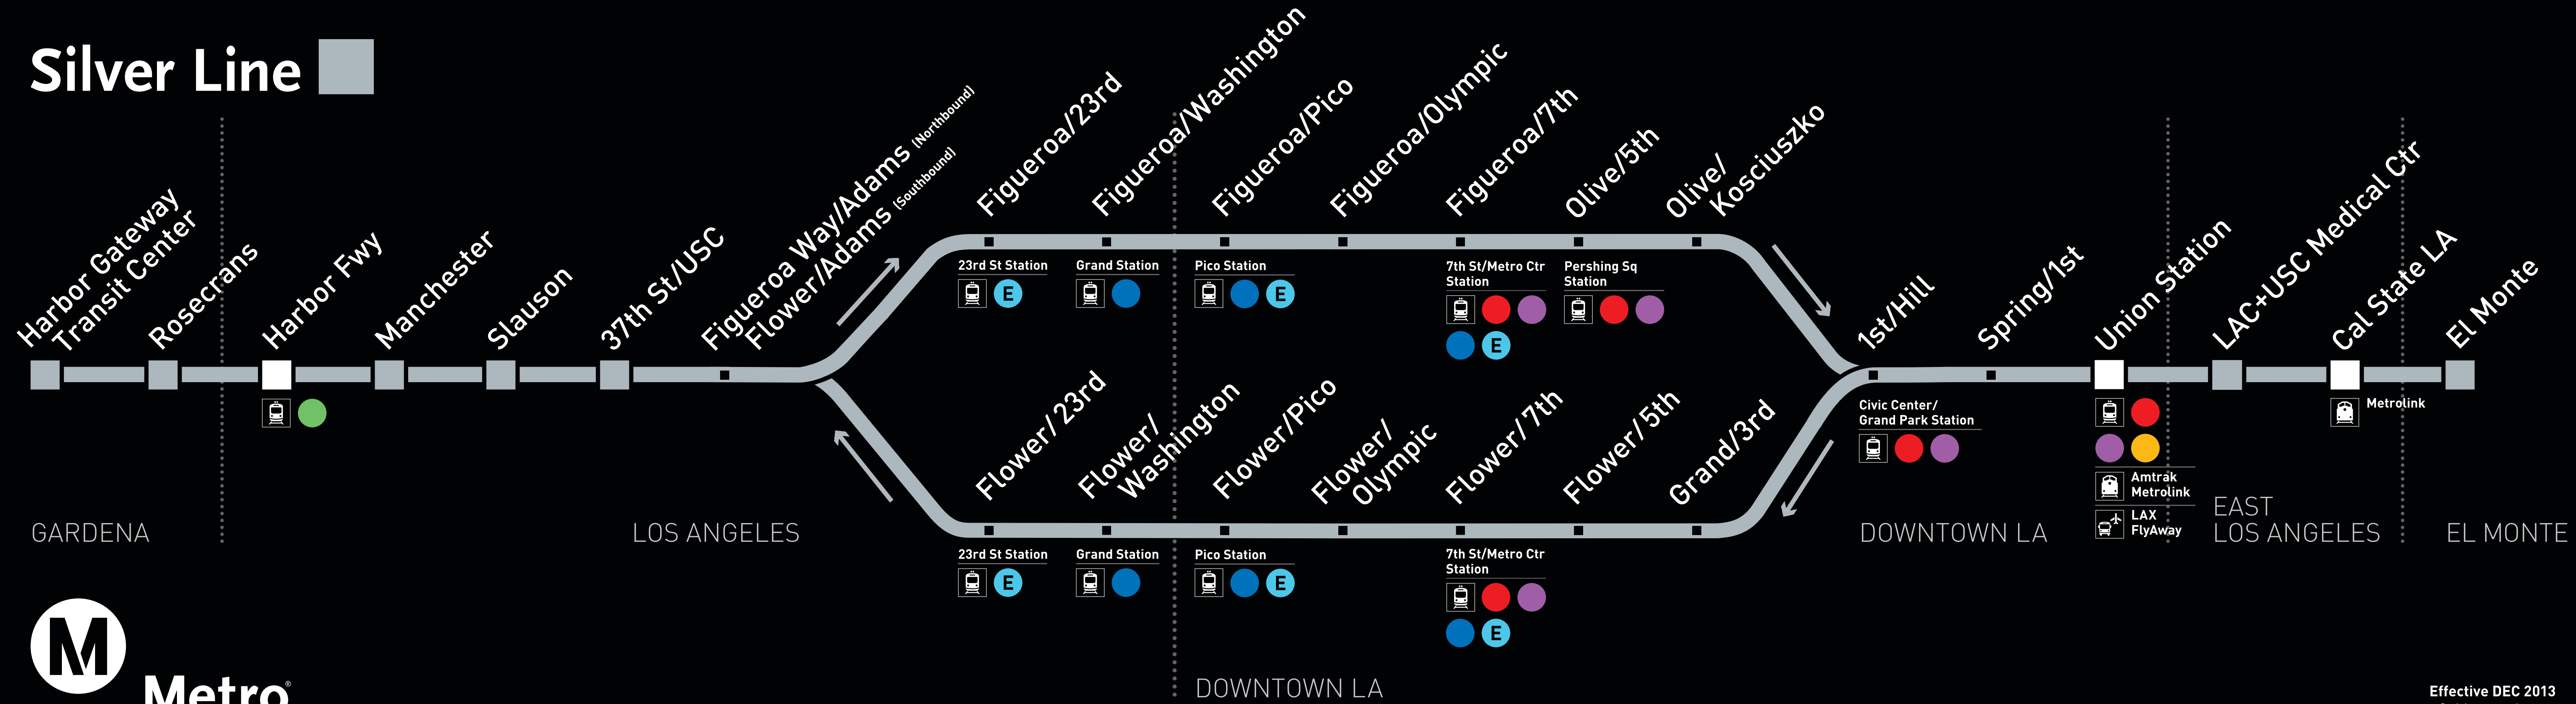 Silver Line
Harbor Gateway
Transit Center
Rosecrans
Harbor Fwy
Manchester
Slauson
37th St/USC
Figueroa Way/Adams (Northbound)
Flower/Adams (Southbound)
Figueroa/23rd
Figueroa/Washington
Figueroa/Pico
Figueroa/Olympic
Figueroa/7th
Olive/5th
Olive/
Kosciuszko
23rd St Station
E
Grand Station
Pico Station
E
7th St/Metro Ctr
Station
E
Pershing Sq
Station
Flower/23rd
Flower/
Washington
Flower/Pico
Flower/
Olympic
Flower/7th
Flower/5th
Grand/3rd
23rd St Station
E
Grand Station
Pico Station
E
7th St/Metro Ctr
Station
E
1st/Hill
Spring/1st
Union Station
LAC+USC Medical Ctr
Cal State LA
El Monte
Civic Center/
Grand Park Station
Amtrak
Metrolink
LAX
FlyAway
Metrolink
GARDENA
LOS ANGELES
DOWNTOWN LA
DOWNTOWN LA
EAST
LOS ANGELES
EL MONTE
M
Metro®
Effective DEC 2013